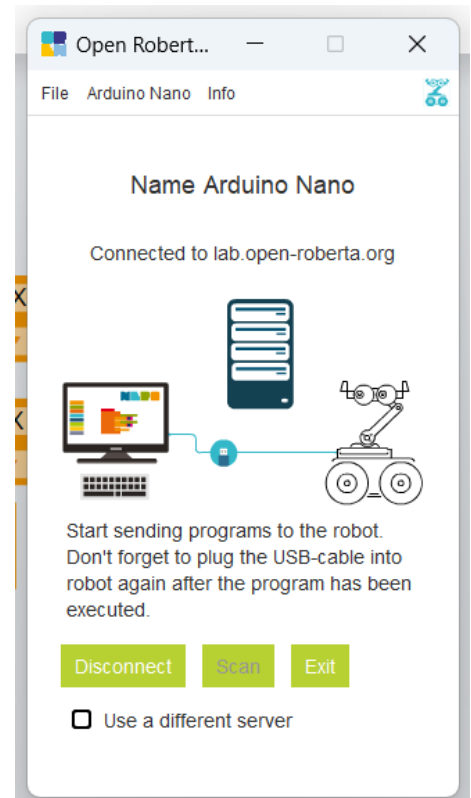 Open Robert...
File Arduino Nano Info
Name Arduino Nano
Connected to lab.open-roberta.org
Start sending programs to the robot.
Don't forget to plug the USB-cable into
robot again after the program has been
executed.
Disconnect Scan Exit
Use a different server